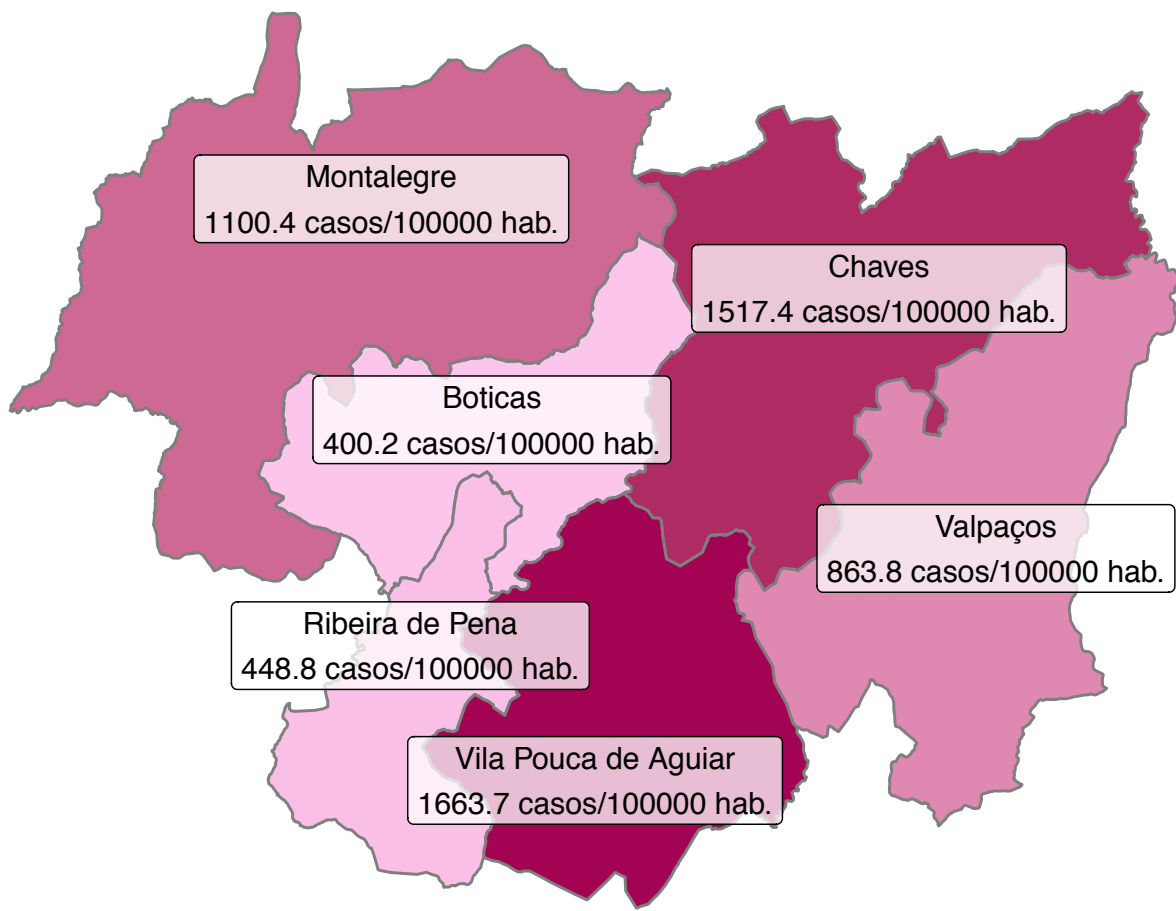 Montalegre
1100.4 casos/100000 hab.
Chaves
1517.4 casos/100000 hab.
Boticas
400.2 casos/100000 hab.
Valpaços
863.8 casos/100000 hab.
Ribeira de Pena
448.8 casos/100000 hab.
Vila Pouca de Aguiar
1663.7 casos/100000 hab.